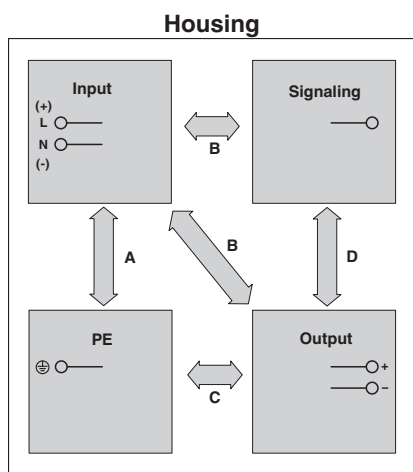 Housing
Input
(+)
L
N
(-)
Signaling
B
A
B
D
PE
Output
+
−
C